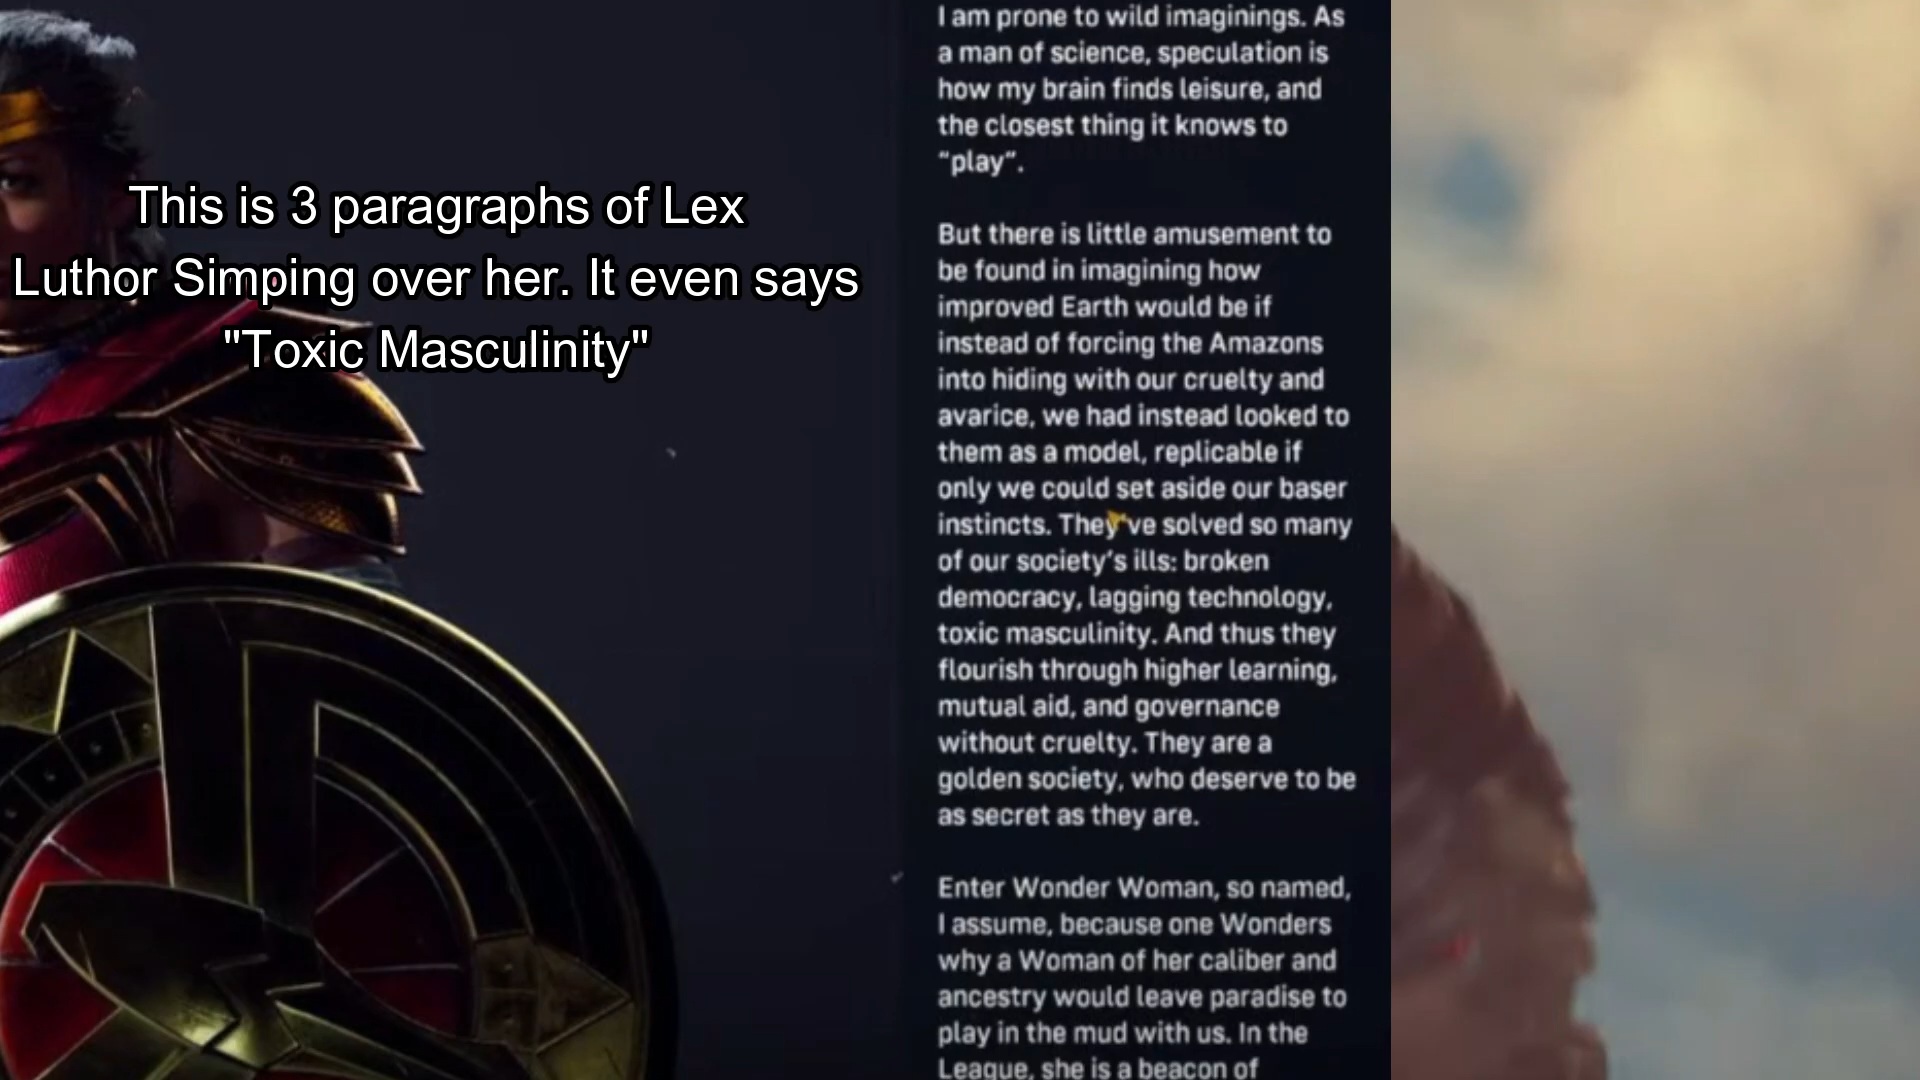 This is 3 paragraphs of Lex
Luthor Simping over her. It even says
"Toxic Masculinity"
I am prone to wild imaginings. As
a man of science, speculation is
how my brain finds leisure, and
the closest thing it knows to
“play”.
But there is little amusement to
be found in imagining how
improved Earth would be if
instead of forcing the Amazons
into hiding with our cruelty and
avarice, we had instead looked to
them as a model, replicable if
only we could set aside our baser
instincts. They've solved so many
of our society's ills: broken
democracy, lagging technology,
toxic masculinity. And thus they
flourish through higher learning,
mutual aid, and governance
without cruelty. They are a
golden society, who deserve to be
as secret as they are.
Enter Wonder Woman, so named,
I assume, because one Wonders
why a Woman of her caliber and
ancestry would leave paradise to
play in the mud with us. In the
League, she is a beacon of